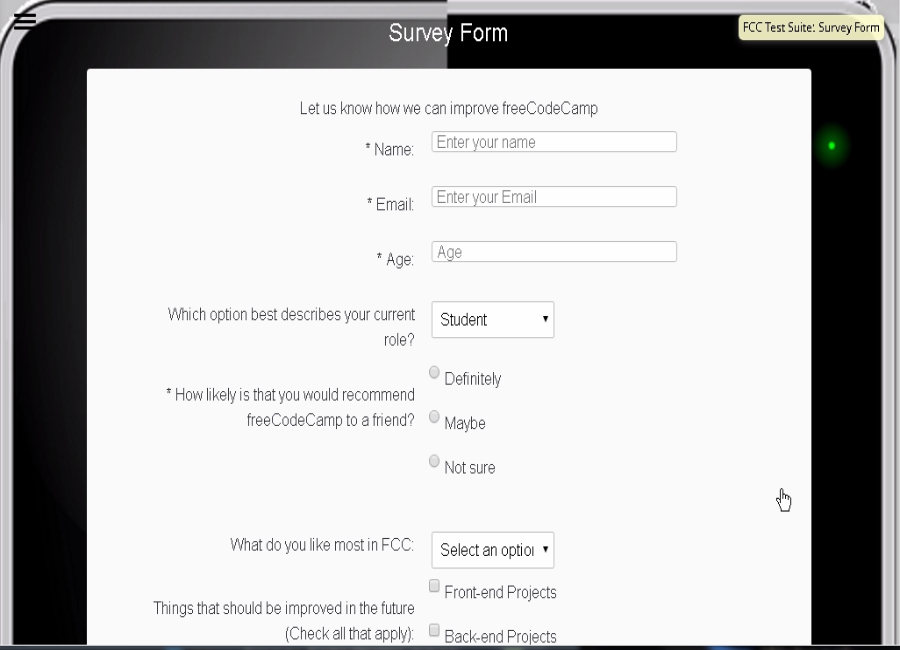 Survey Form
FCC Test Suite: Survey Form
Let us know how we can improve freeCodeCamp
* Name:
Enter your name
* Email:
Enter your Email
* Age:
Age
Which option best describes your current
role?
Student
* How likely is that you would recommend
freeCodeCamp to a friend?
Definitely
Maybe
Not sure
What do you like most in FCC:
Select an optio
Things that should be improved in the future
(Check all that apply):
Front-end Projects
Back-end Projects